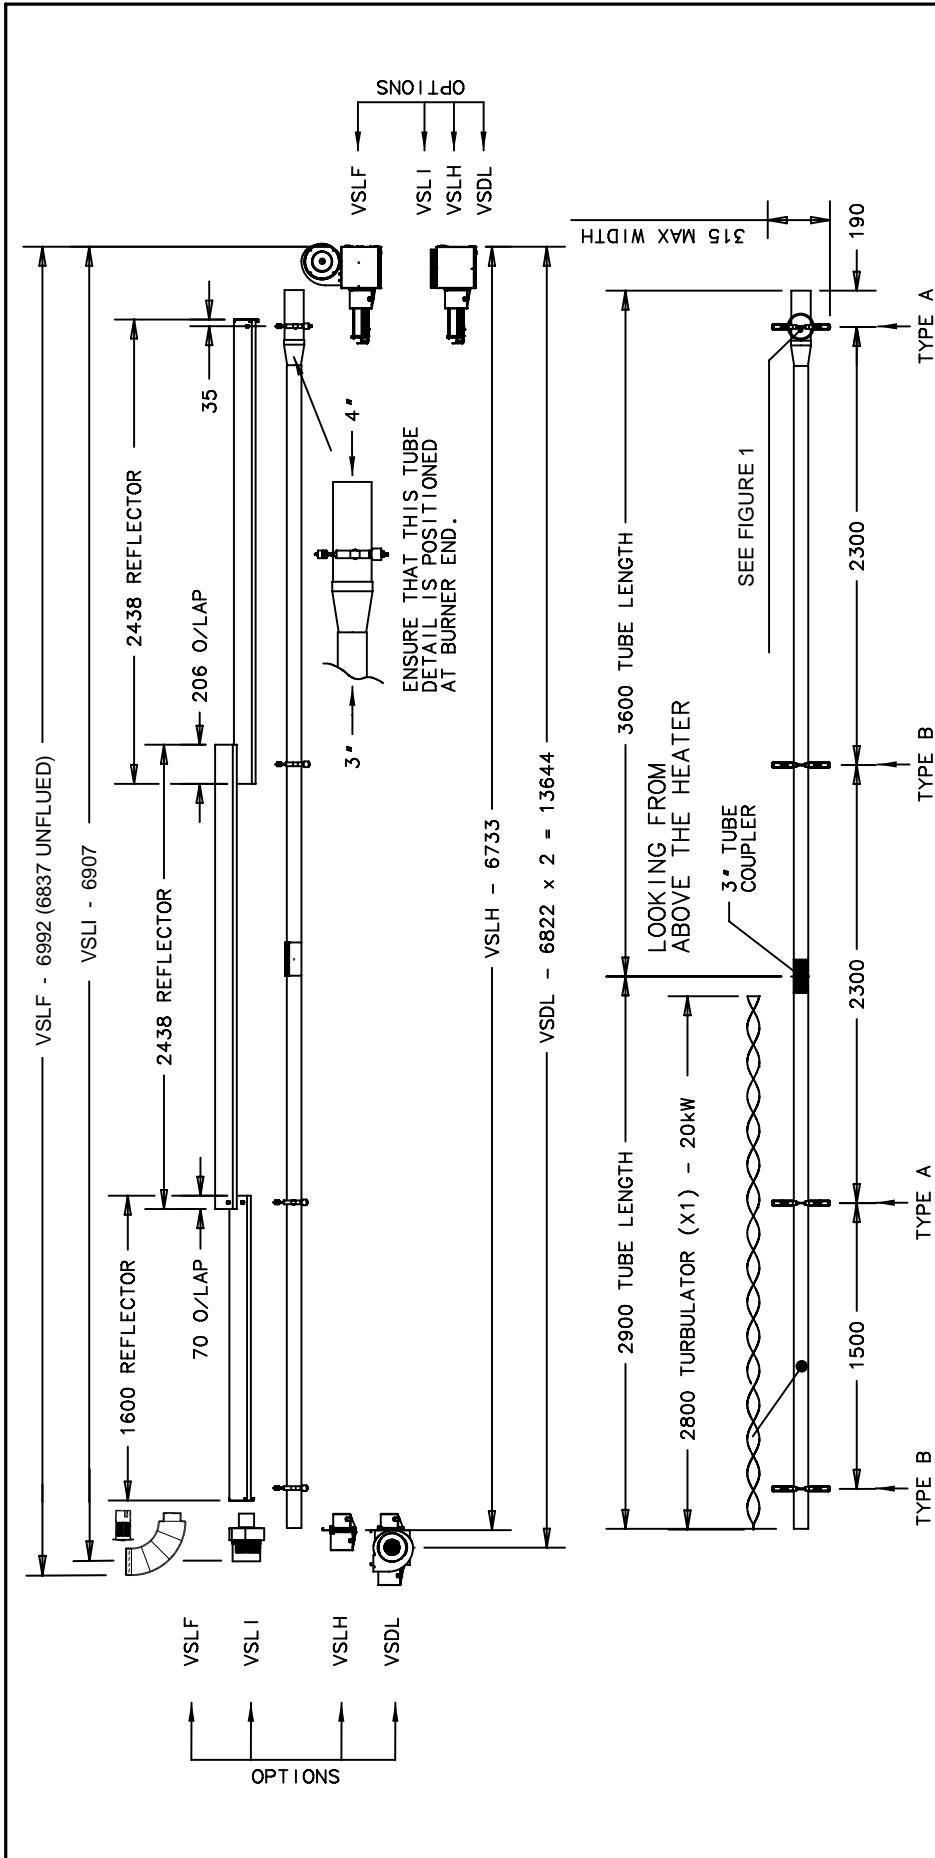 VSLF - 6992 (6837 UNFLUED)
VSLI - 6907
2438 REFLECTOR
35
206 O/LAP
2438 REFLECTOR
1600 REFLECTOR
70 O/LAP
4"
3"
ENSURE THAT THIS TUBE
DETAIL IS POSITIONED
AT BURNER END.
VSLH - 6733
VSDL - 6822 x 2 = 13644
OPTIONS
VSLF
VSLI
VSLH
VSDL
OPTIONS
VSLF
VSLI
VSLH
VSDL
315 MAX WIDTH
190
3600 TUBE LENGTH
LOOKING FROM
ABOVE THE HEATER
2900 TUBE LENGTH
2800 TURBULATOR (X1) - 20kW
3" TUBE
COUPLER
SEE FIGURE 1
1500
2300
2300
2300
TYPE B
TYPE A
TYPE B
TYPE A